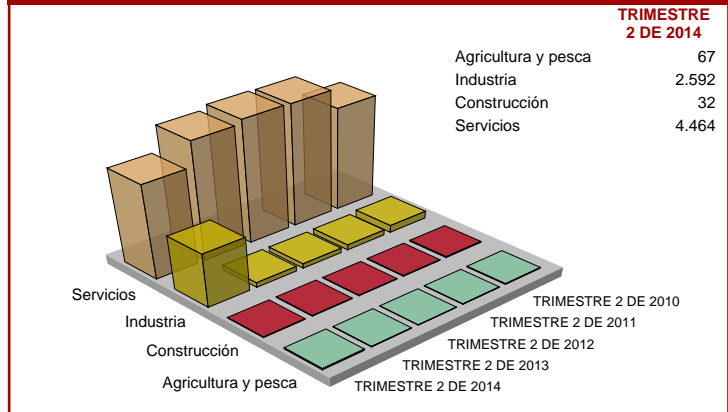 TRIMESTRE
2 DE 2014
Agricultura y pesca 67
Industria 2.592
Construcción 32
Servicios 4.464
Servicios
Industria
Construcción
Agricultura y pesca
TRIMESTRE 2 DE 2010
TRIMESTRE 2 DE 2011
TRIMESTRE 2 DE 2012
TRIMESTRE 2 DE 2013
TRIMESTRE 2 DE 2014